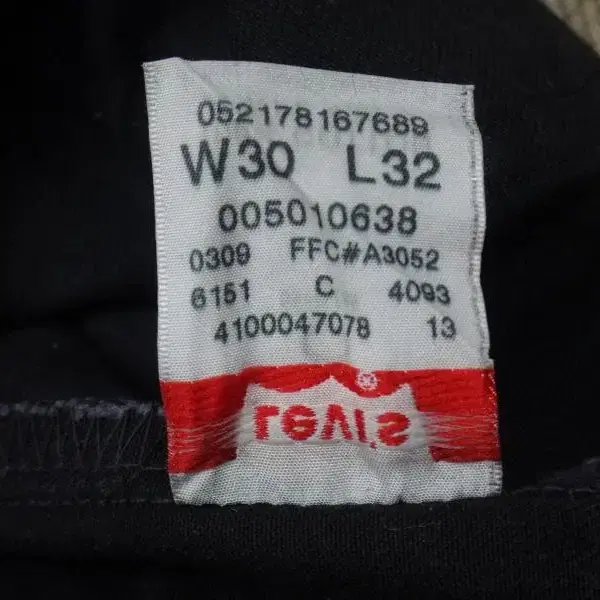 052178167689
W30 L32
005010638
0309 FFC#A3052
6151 C 4093
4100047078 13
Levi's